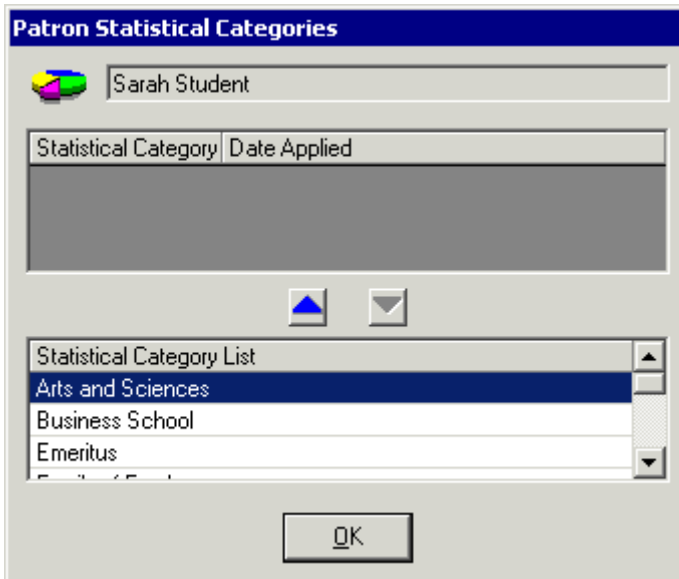 Patron Statistical Categories
Sarah Student
Statistical Category Date Applied
Statistical Category List
Arts and Sciences
Business School
Emeritus
OK